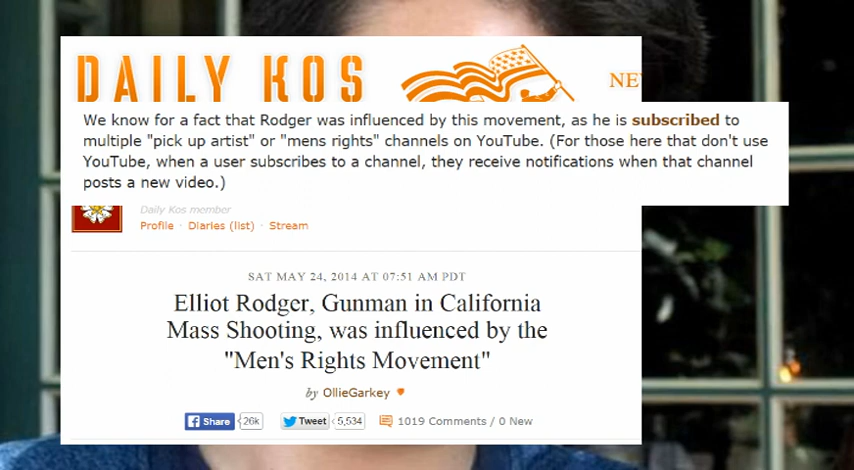 DAILY KOS
NE
We know for a fact that Rodger was influenced by this movement, as he is subscribed to
multiple "pick up artist" or "mens rights" channels on YouTube. (For those here that don't use
YouTube, when a user subscribes to a channel, they receive notifications when that channel
posts a new video.)
Daily Kos member
Profile · Diaries (list) · Stream
SAT MAY 24, 2014 AT 07:51 AM PDT
Elliot Rodger, Gunman in California
Mass Shooting, was influenced by the
"Men's Rights Movement"
by OllieGarkey
Share 26k Tweet 5,534 1019 Comments / 0 New